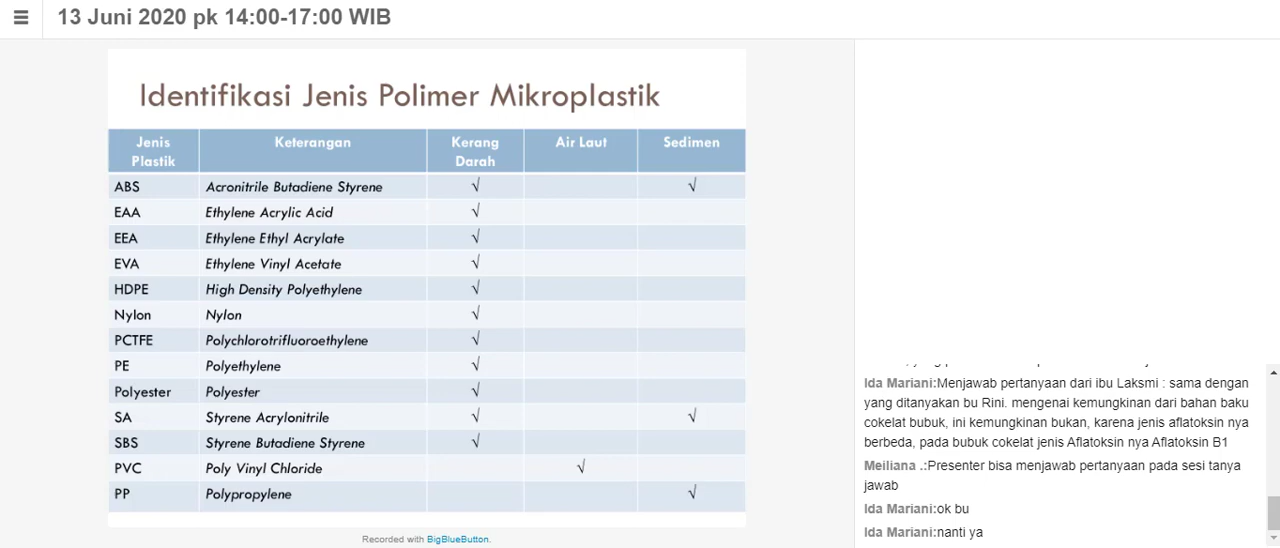 13 Juni 2020 pk 14:00-17:00 WIB
Identifikasi Jenis Polimer Mikroplastik
Jenis Plastik Keterangan Kerang Darah Air Laut Sedimen
ABS Acronitrile Butadiene Styrene √ √
EAA Ethylene Acrylic Acid √
EEA Ethylene Ethyl Acrylate √
EVA Ethylene Vinyl Acetate √
HDPE High Density Polyethylene √
Nylon Nylon √
PCTFE Polychlorotrifluoroethylene √
PE Polyethylene √
Polyester Polyester √
SA Styrene Acrylonitrile √ √
SBS Styrene Butadiene Styrene √
PVC Poly Vinyl Chloride √
PP Polypropylene √
Recorded with BigBlueButton.
Ida Mariani:Menjawab pertanyaan dari ibu Laksmi : sama dengan
yang ditanyakan bu Rini. mengenai kemungkinan dari bahan baku
cokelat bubuk, ini kemungkinan bukan, karena jenis aflatoksin nya
berbeda, pada bubuk cokelat jenis Aflatoksin nya Aflatoksin B1
Meiliana .:Presenter bisa menjawab pertanyaan pada sesi tanya
jawab
Ida Mariani:ok bu
Ida Mariani:nanti ya